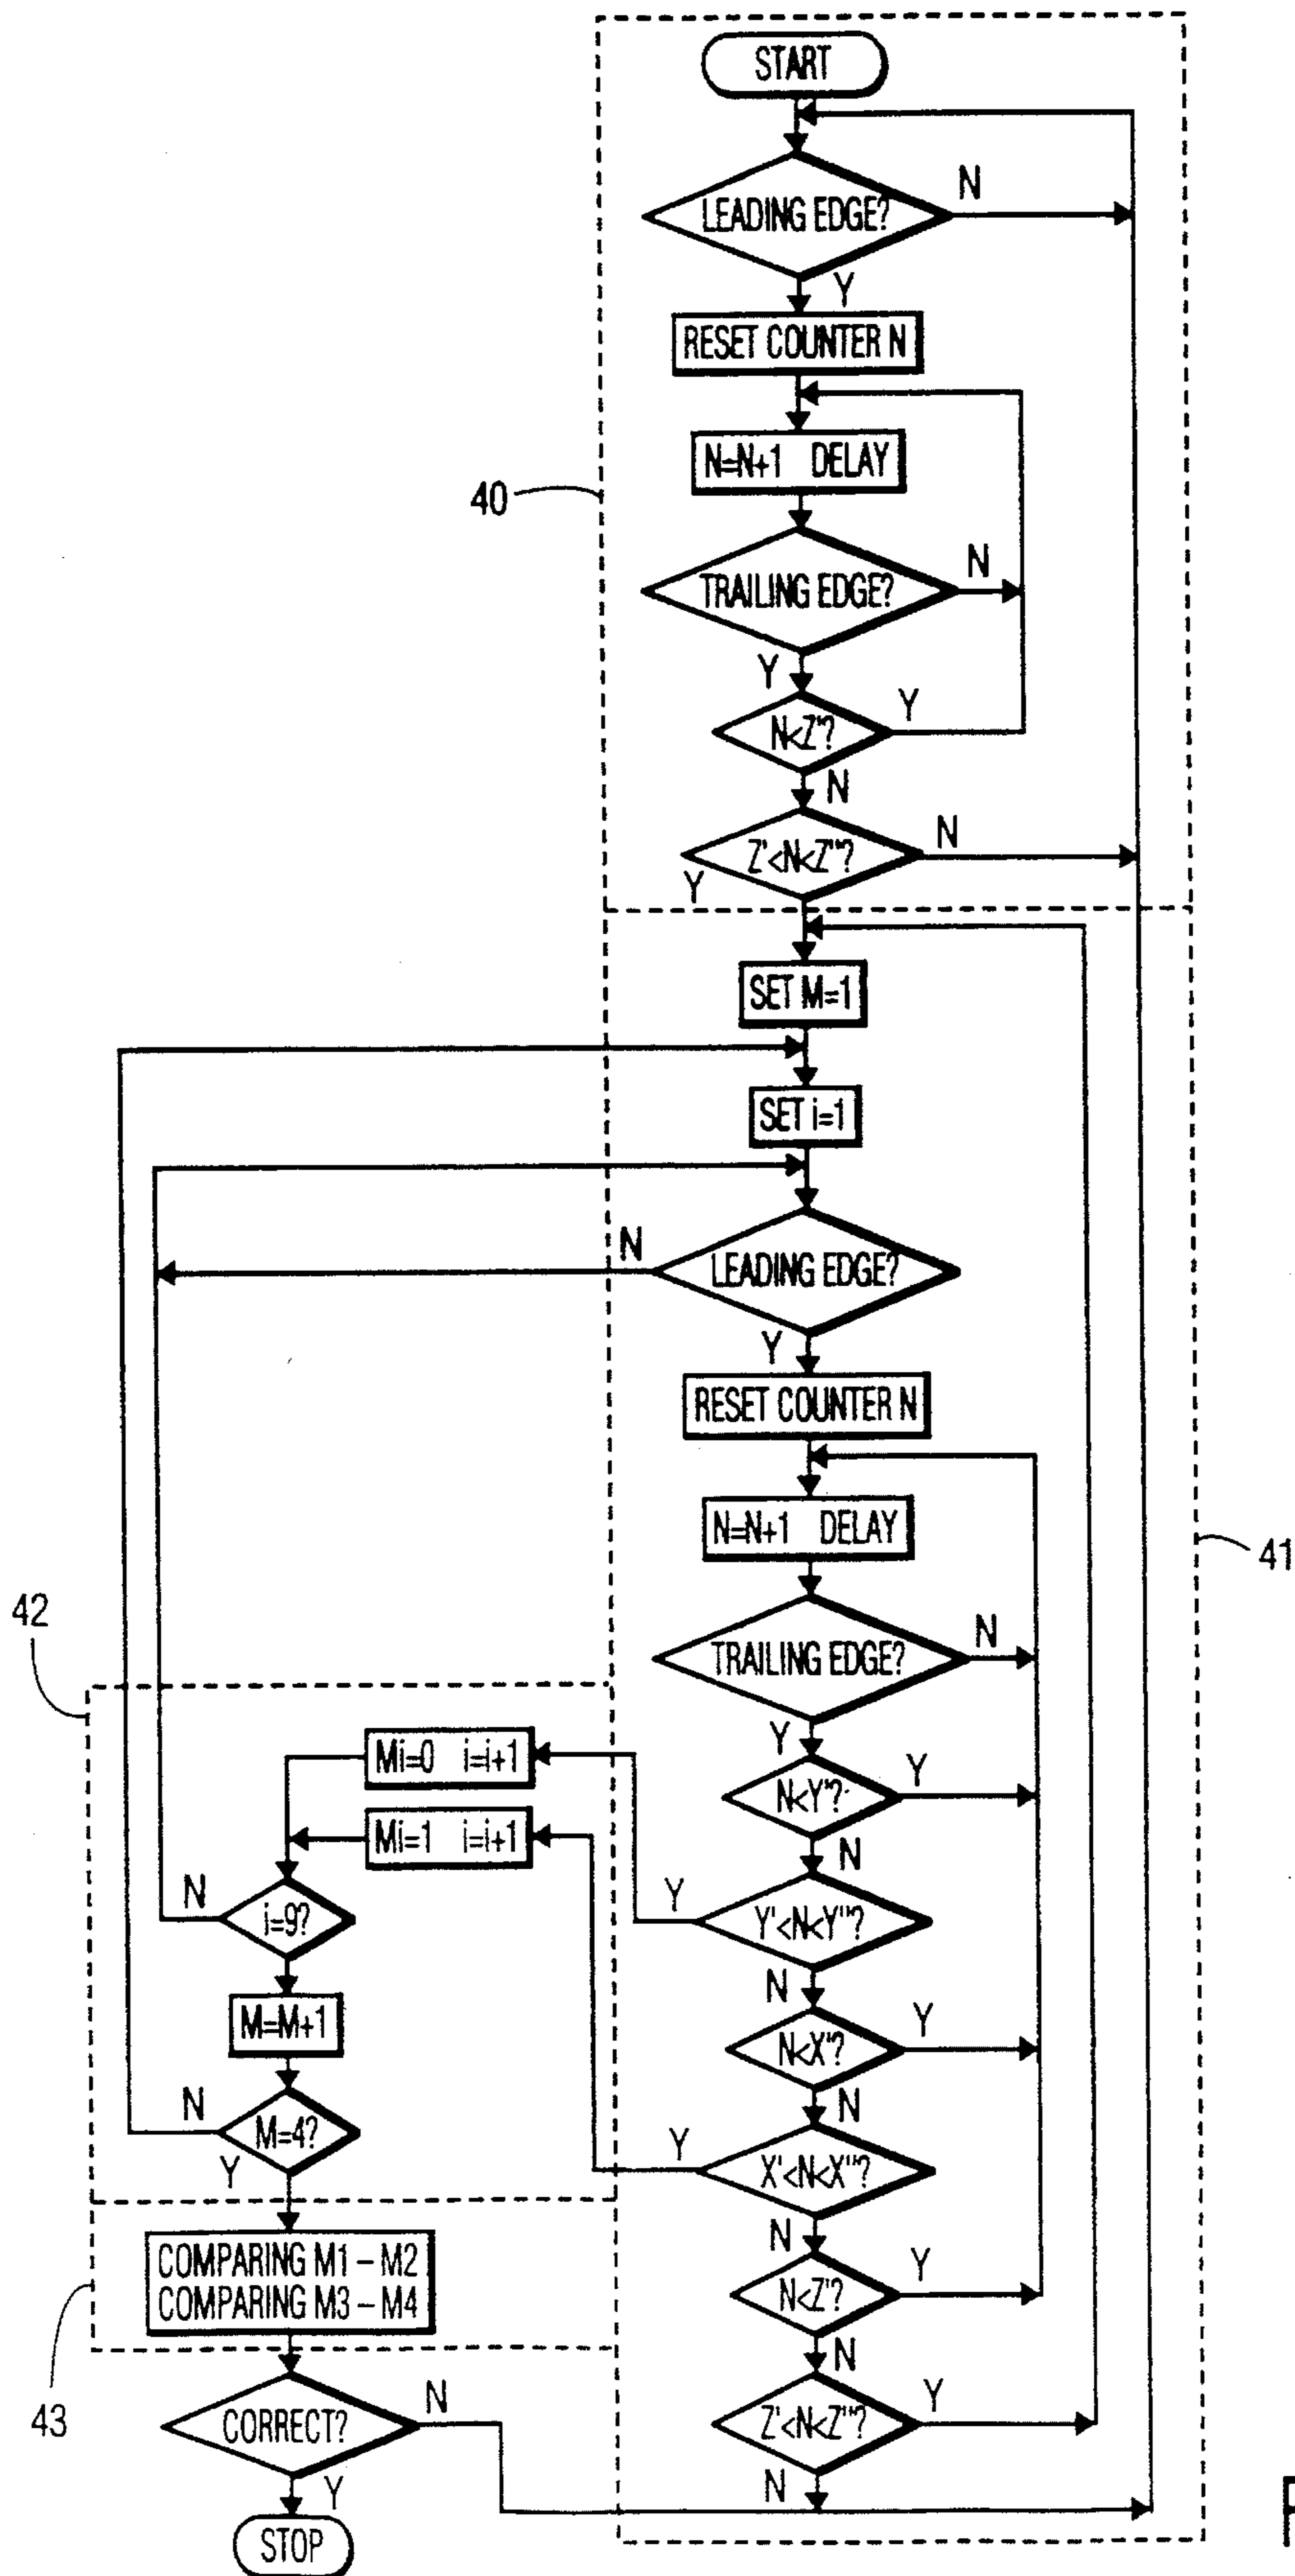 START
LEADING EDGE?
N
Y
RESET COUNTER N
N=N+1 DELAY
40
TRAILING EDGE?
N
Y
N<Z'?
Y
N
Z'<N<Z"?
N
Y
SET M=1
SET i=1
LEADING EDGE?
N
Y
RESET COUNTER N
N=N+1 DELAY
41
TRAILING EDGE?
N
Y
N<Y'?
Y
N
Y'<N<Y"?
Y
N
N<X'?
Y
N
X'<N<X"?
Y
N
N<Z'?
Y
N
Z'<N<Z"?
Y
N
42
Mi=0 i=i+1
Mi=1 i=i+1
i=9?
N
M=M+1
M=4?
N
Y
COMPARING M1 – M2
COMPARING M3 – M4
43
CORRECT?
N
Y
STOP